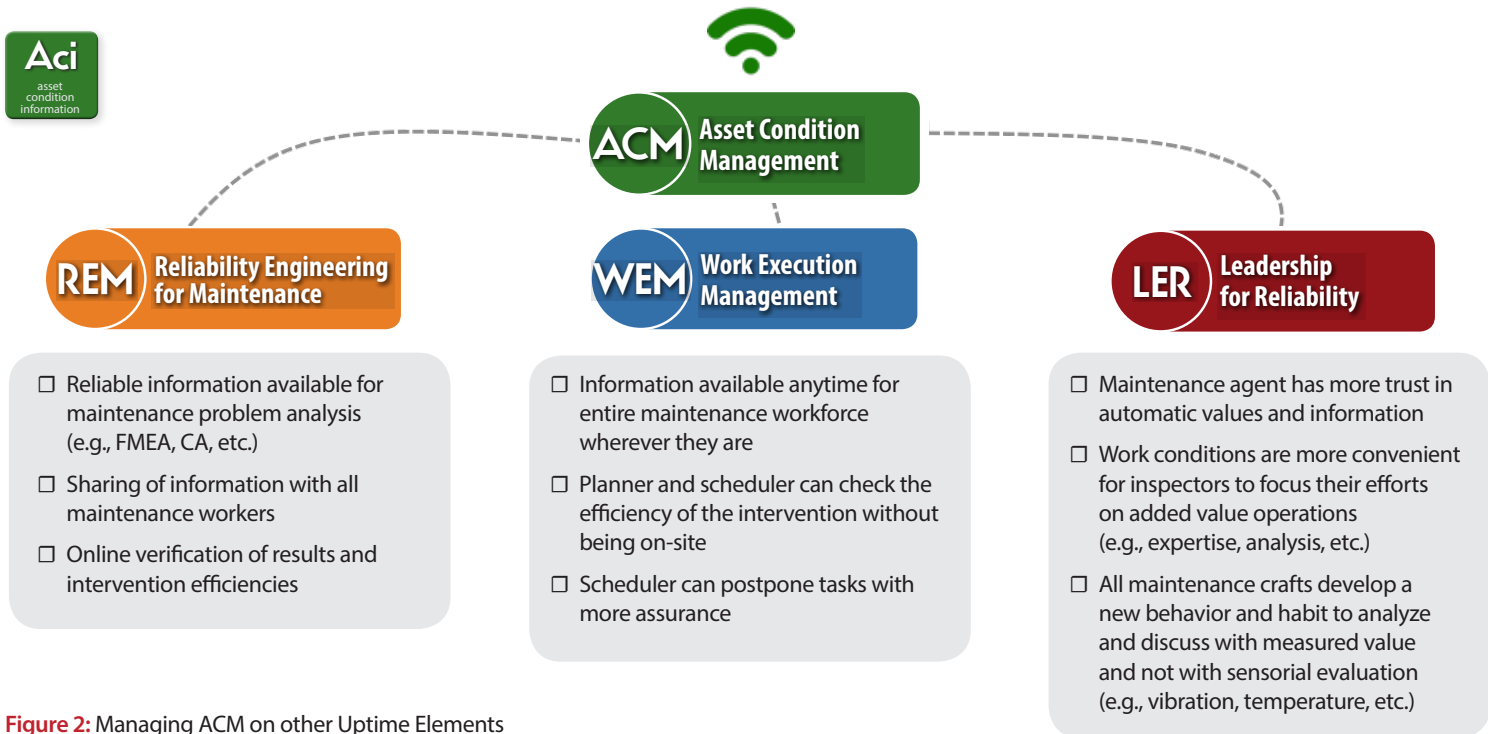 Aci
asset
condition
information
ACM
Asset Condition
Management
REM
Reliability Engineering
for Maintenance
☐ Reliable information available for
maintenance problem analysis
(e.g., FMEA, CA, etc.)
☐ Sharing of information with all
maintenance workers
☐ Online verification of results and
intervention efficiencies
WEM
Work Execution
Management
☐ Information available anytime for
entire maintenance workforce
wherever they are
☐ Planner and scheduler can check the
efficiency of the intervention without
being on-site
☐ Scheduler can postpone tasks with
more assurance
LER
Leadership
for Reliability
☐ Maintenance agent has more trust in
automatic values and information
☐ Work conditions are more convenient
for inspectors to focus their efforts
on added value operations
(e.g., expertise, analysis, etc.)
☐ All maintenance crafts develop a
new behavior and habit to analyze
and discuss with measured value
and not with sensorial evaluation
(e.g., vibration, temperature, etc.)
Figure 2: Managing ACM on other Uptime Elements